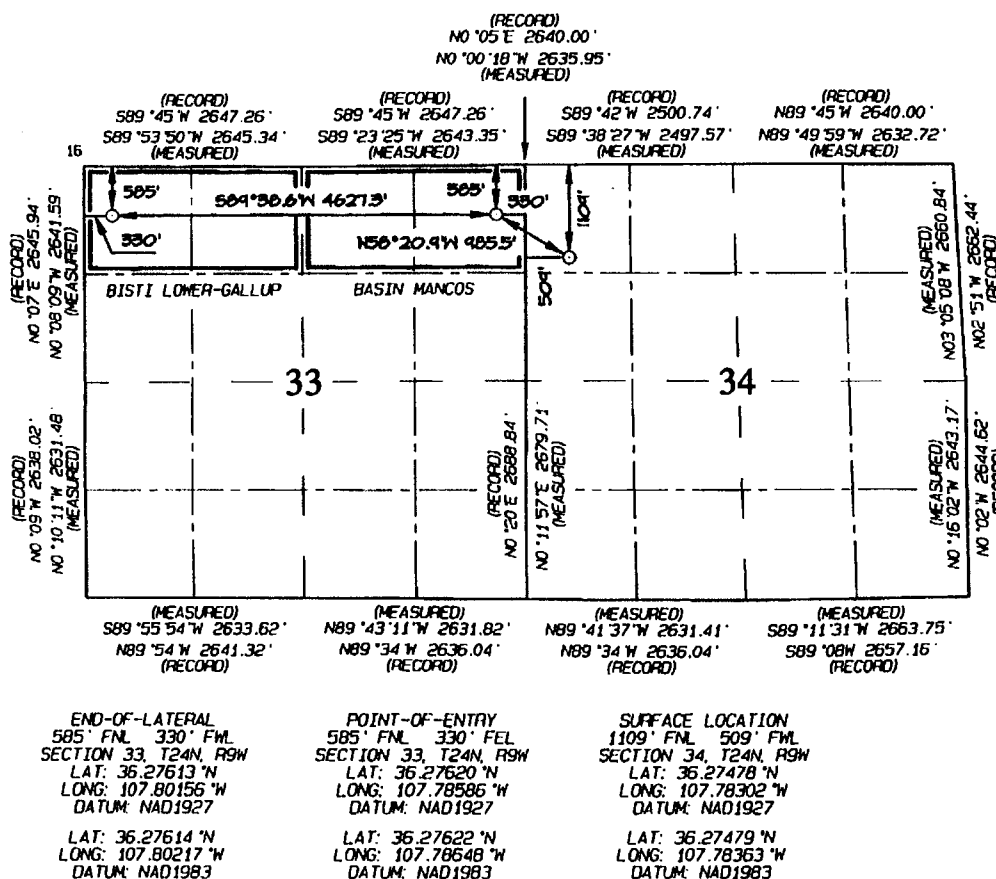 (RECORD)
N0°05'E 2640.00'
N0°00'18"W 2635.95'
(MEASURED)
(RECORD)
S89°45'W 2647.26'
S89°53'50"W 2645.34'
(MEASURED)
(RECORD)
S89°45'W 2647.26'
S89°23'25"W 2643.35'
(MEASURED)
(RECORD)
S89°42'W 2500.74'
S89°38'27"W 2497.57'
(MEASURED)
(RECORD)
N89°45'W 2640.00'
N89°49'59"W 2632.72'
(MEASURED)
16
585'
S89°38.6'W 4627.3'
585'
330'
1109'
330'
N58°20.9'W 985.5'
509'
BISTI LOWER-GALLUP
BASIN MANCOS
(RECORD)
N0°07'E 2645.94'
N0°08'09"W 2641.59'
(MEASURED)
(MEASURED)
N03°05'08"W 2660.84'
N02°51'W 2662.44'
(RECORD)
33
34
(RECORD)
N0°09'W 2638.02'
N0°10'11"W 2631.48'
(MEASURED)
(RECORD)
N0°20'E 2688.84'
N0°11'57"E 2679.71'
(MEASURED)
(MEASURED)
N0°16'02"W 2643.17'
N0°02'W 2644.62'
(RECORD)
(MEASURED)
S89°55'54"W 2633.62'
N89°54'W 2641.32'
(RECORD)
(MEASURED)
N89°43'11"W 2631.82'
N89°34'W 2636.04'
(RECORD)
(MEASURED)
N89°41'37"W 2631.41'
N89°34'W 2636.04'
(RECORD)
(MEASURED)
S89°11'31"W 2663.75'
S89°08W 2657.16'
(RECORD)
END-OF-LATERAL
585' FNL 330' FWL
SECTION 33, T24N, R9W
LAT: 36.27613°N
LONG: 107.80156°W
DATUM: NAD1927
LAT: 36.27614°N
LONG: 107.80217°W
DATUM: NAD1983
POINT-OF-ENTRY
585' FNL 330' FEL
SECTION 33, T24N, R9W
LAT: 36.27620°N
LONG: 107.78586°W
DATUM: NAD1927
LAT: 36.27622°N
LONG: 107.78648°W
DATUM: NAD1983
SURFACE LOCATION
1109' FNL 509' FWL
SECTION 34, T24N, R9W
LAT: 36.27478°N
LONG: 107.78302°W
DATUM: NAD1927
LAT: 36.27479°N
LONG: 107.78363°W
DATUM: NAD1983